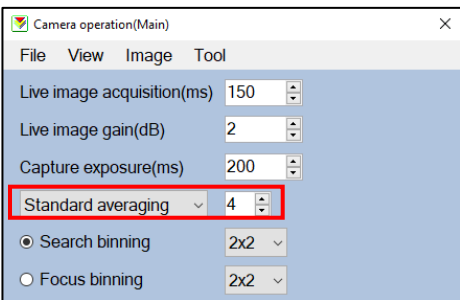 Camera operation(Main)
File View Image Tool
Live image acquisition(ms) 150
Live image gain(dB) 2
Capture exposure(ms) 200
Standard averaging 4
Search binning 2x2
Focus binning 2x2